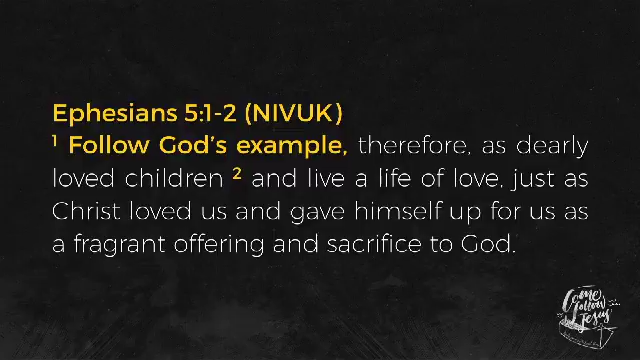 Ephesians 5:1-2 (NIVUK)
¹ Follow God's example, therefore, as dearly
loved children ² and live a life of love, just as
Christ loved us and gave himself up for us as
a fragrant offering and sacrifice to God.
Come
Follow
Jesus